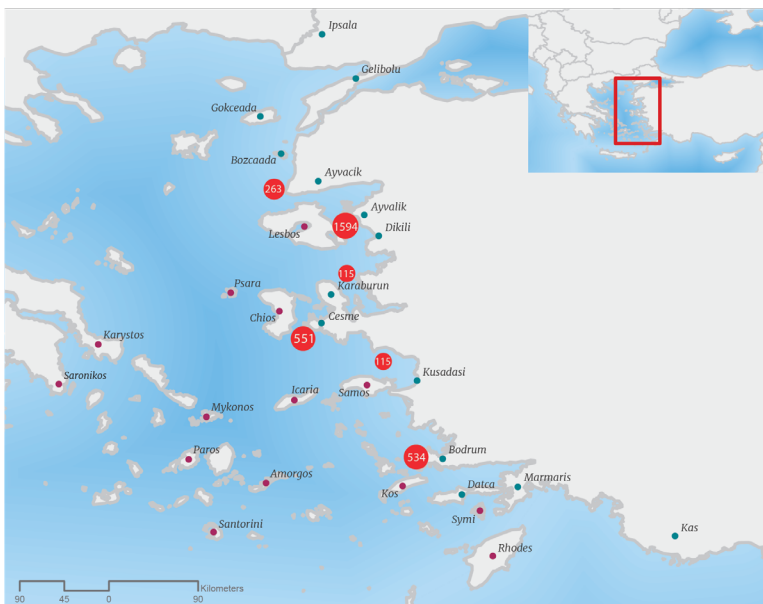 Ipsala
Gelibolu
Gokceada
Bozcaada
Ayvacik
263
Ayvalik
1594
Lesbos
Dikili
115
Psara
Karaburun
Chios
Cesme
Karystos
551
115
Saronikos
Kusadasi
Samos
Icaria
Mykonos
Paros
534
Bodrum
Amorgos
Kos
Datca
Marmaris
Symi
Santorini
Kas
Rhodes
Kilometers
90 45 0 90